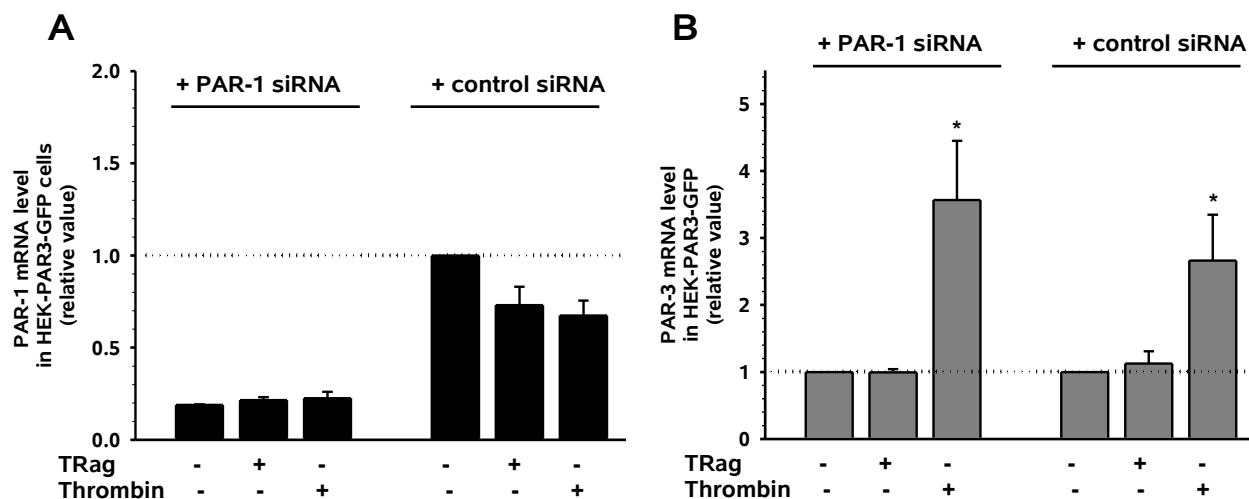 A
+ PAR-1 siRNA
+ control siRNA
PAR-1 mRNA level
in HEK-PAR3-GFP cells
(relative value)
2.0
1.5
1.0
0.5
0.0
TRag - + - - + -
Thrombin - - + - - +
B
+ PAR-1 siRNA
+ control siRNA
PAR-3 mRNA level
in HEK-PAR3-GFP
(relative value)
5
4
3
2
1
0
*
*
TRag - + - - + -
Thrombin - - + - - +